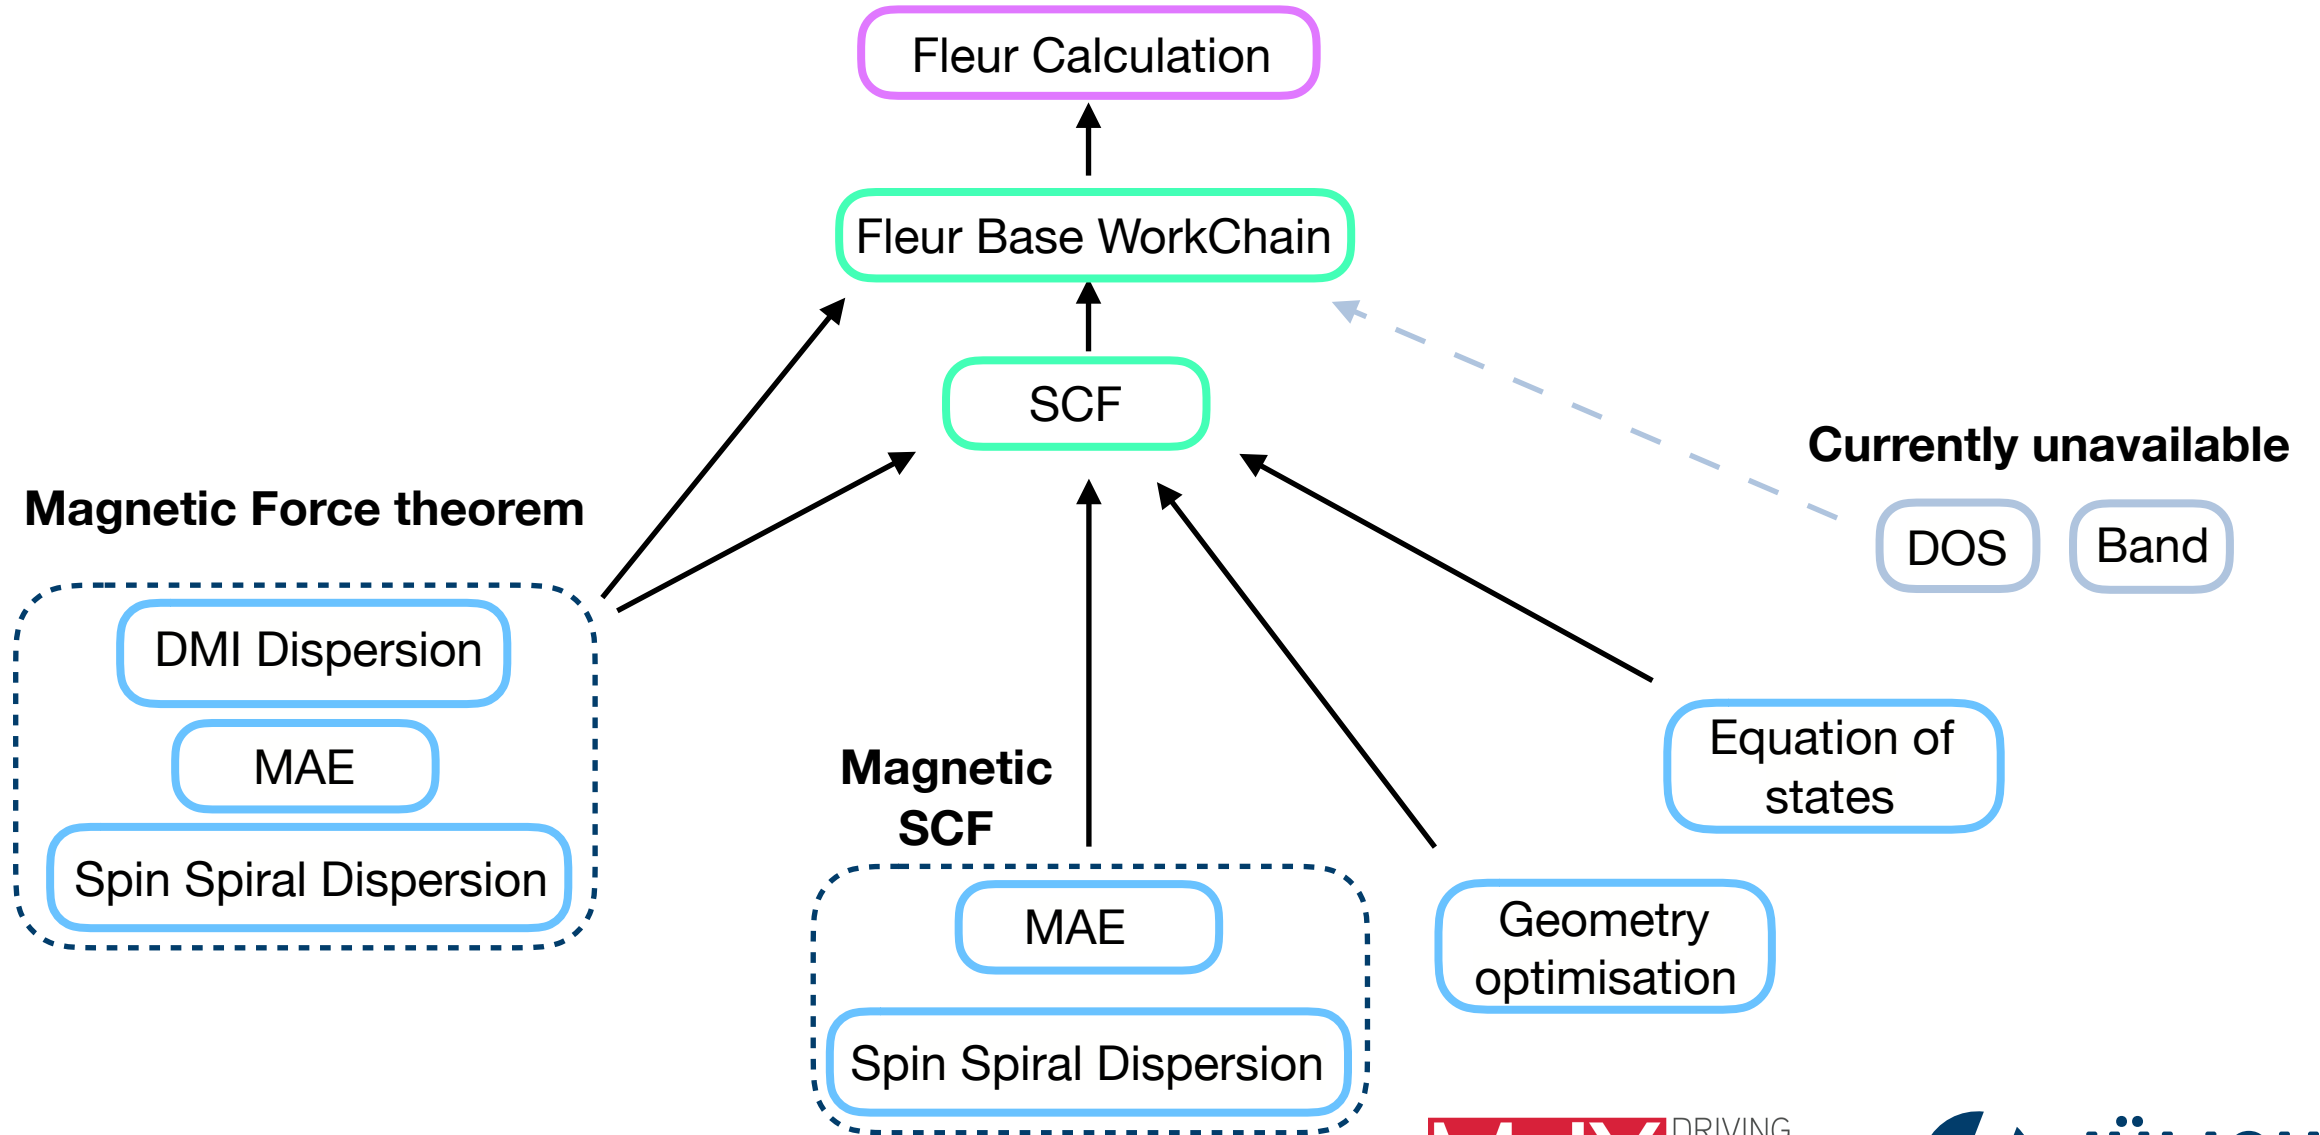 Fleur Calculation
Fleur Base WorkChain
SCF
Currently unavailable
DOS
Band
Magnetic Force theorem
DMI Dispersion
MAE
Spin Spiral Dispersion
Magnetic
SCF
MAE
Spin Spiral Dispersion
Geometry
optimisation
Equation of
states
DRIVING